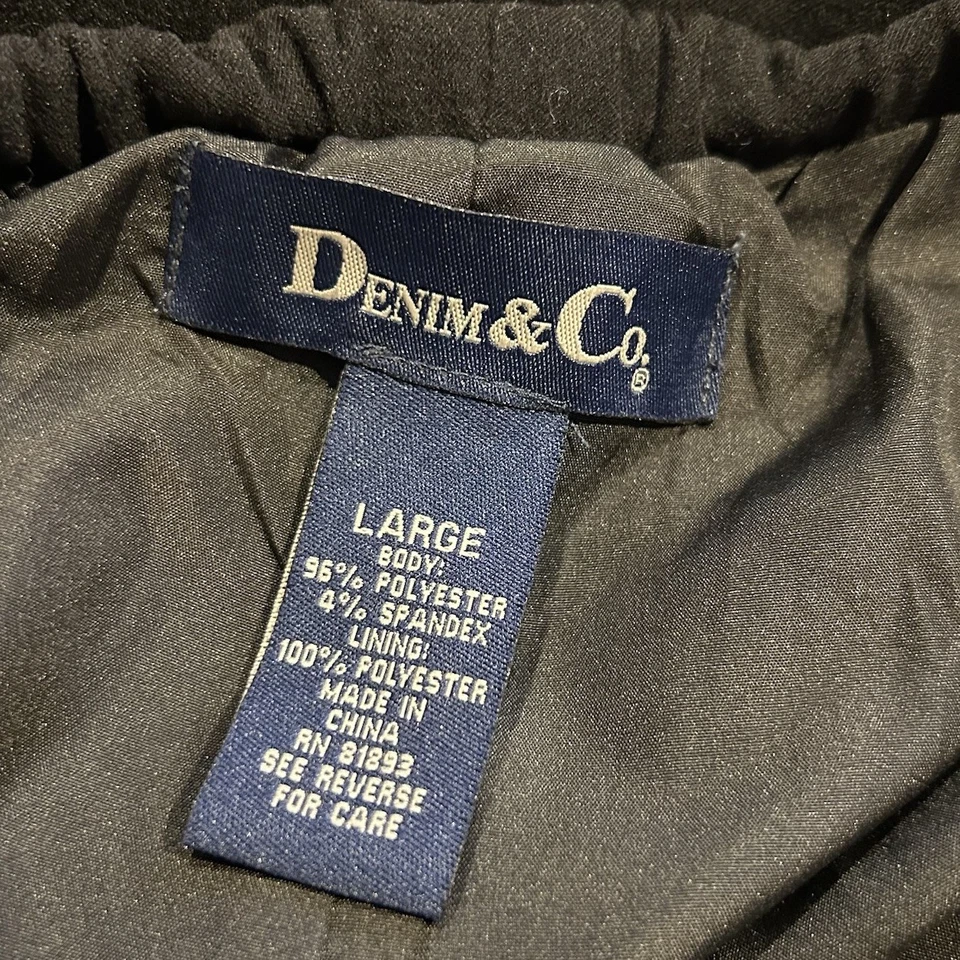 DENIM & CO.®
LARGE
BODY:
96% POLYESTER
4% SPANDEX
LINING:
100% POLYESTER
MADE IN
CHINA
RN 81893
SEE REVERSE
FOR CARE